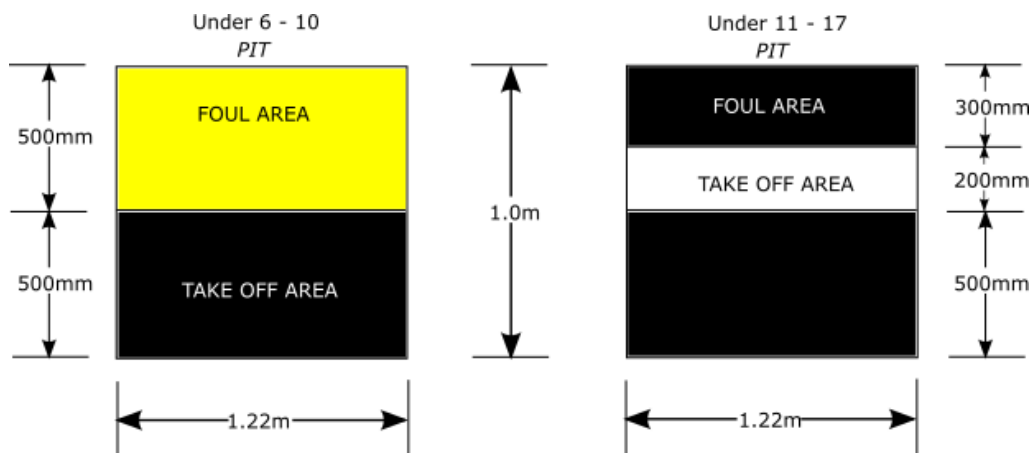 Under 6 - 10
PIT
FOUL AREA
500mm
TAKE OFF AREA
500mm
1.22m
1.0m
Under 11 - 17
PIT
FOUL AREA
300mm
TAKE OFF AREA
200mm
500mm
1.22m